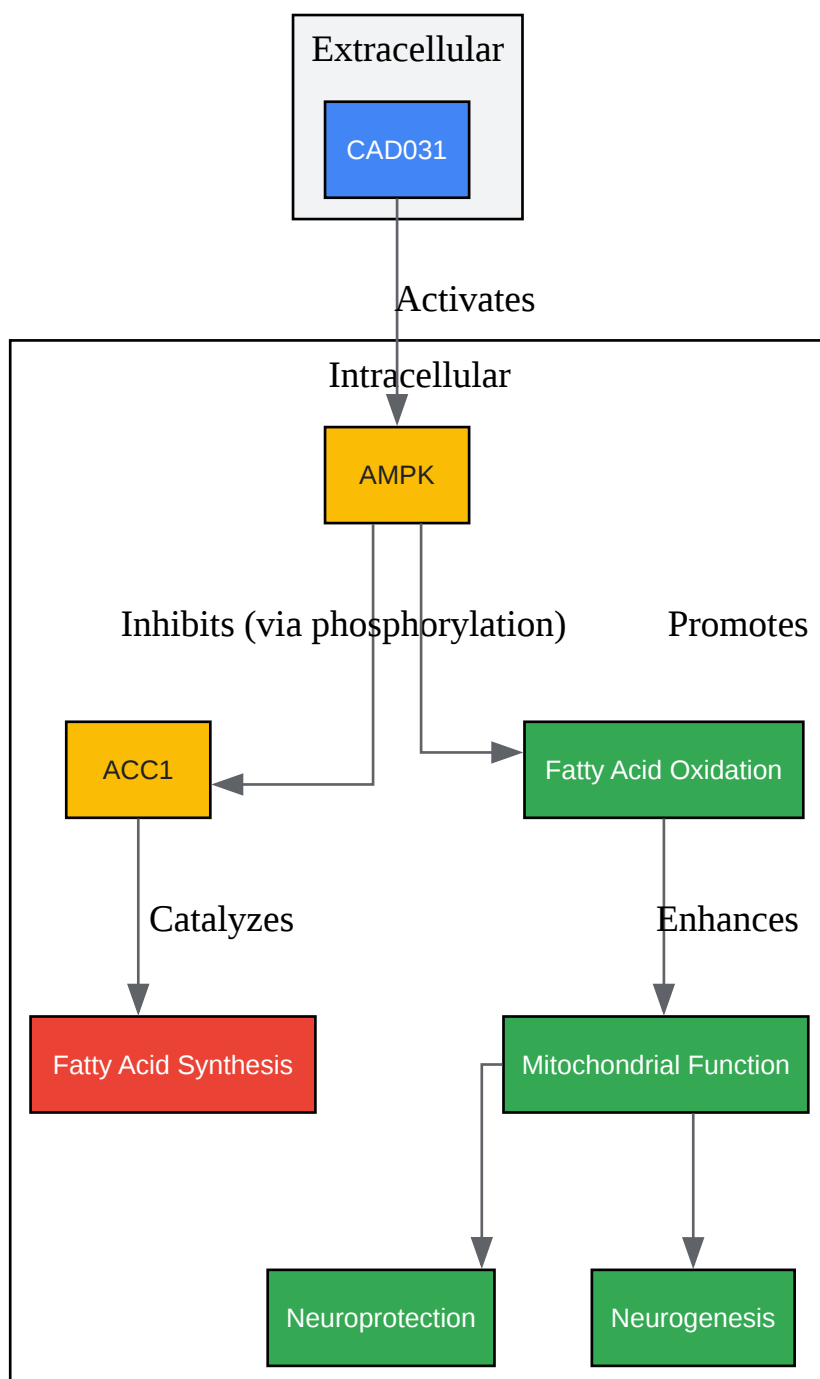 Extracellular
CAD031
Activates
Intracellular
AMPK
Inhibits (via phosphorylation)
Promotes
ACC1
Fatty Acid Oxidation
Catalyzes
Enhances
Fatty Acid Synthesis
Mitochondrial Function
Neuroprotection
Neurogenesis